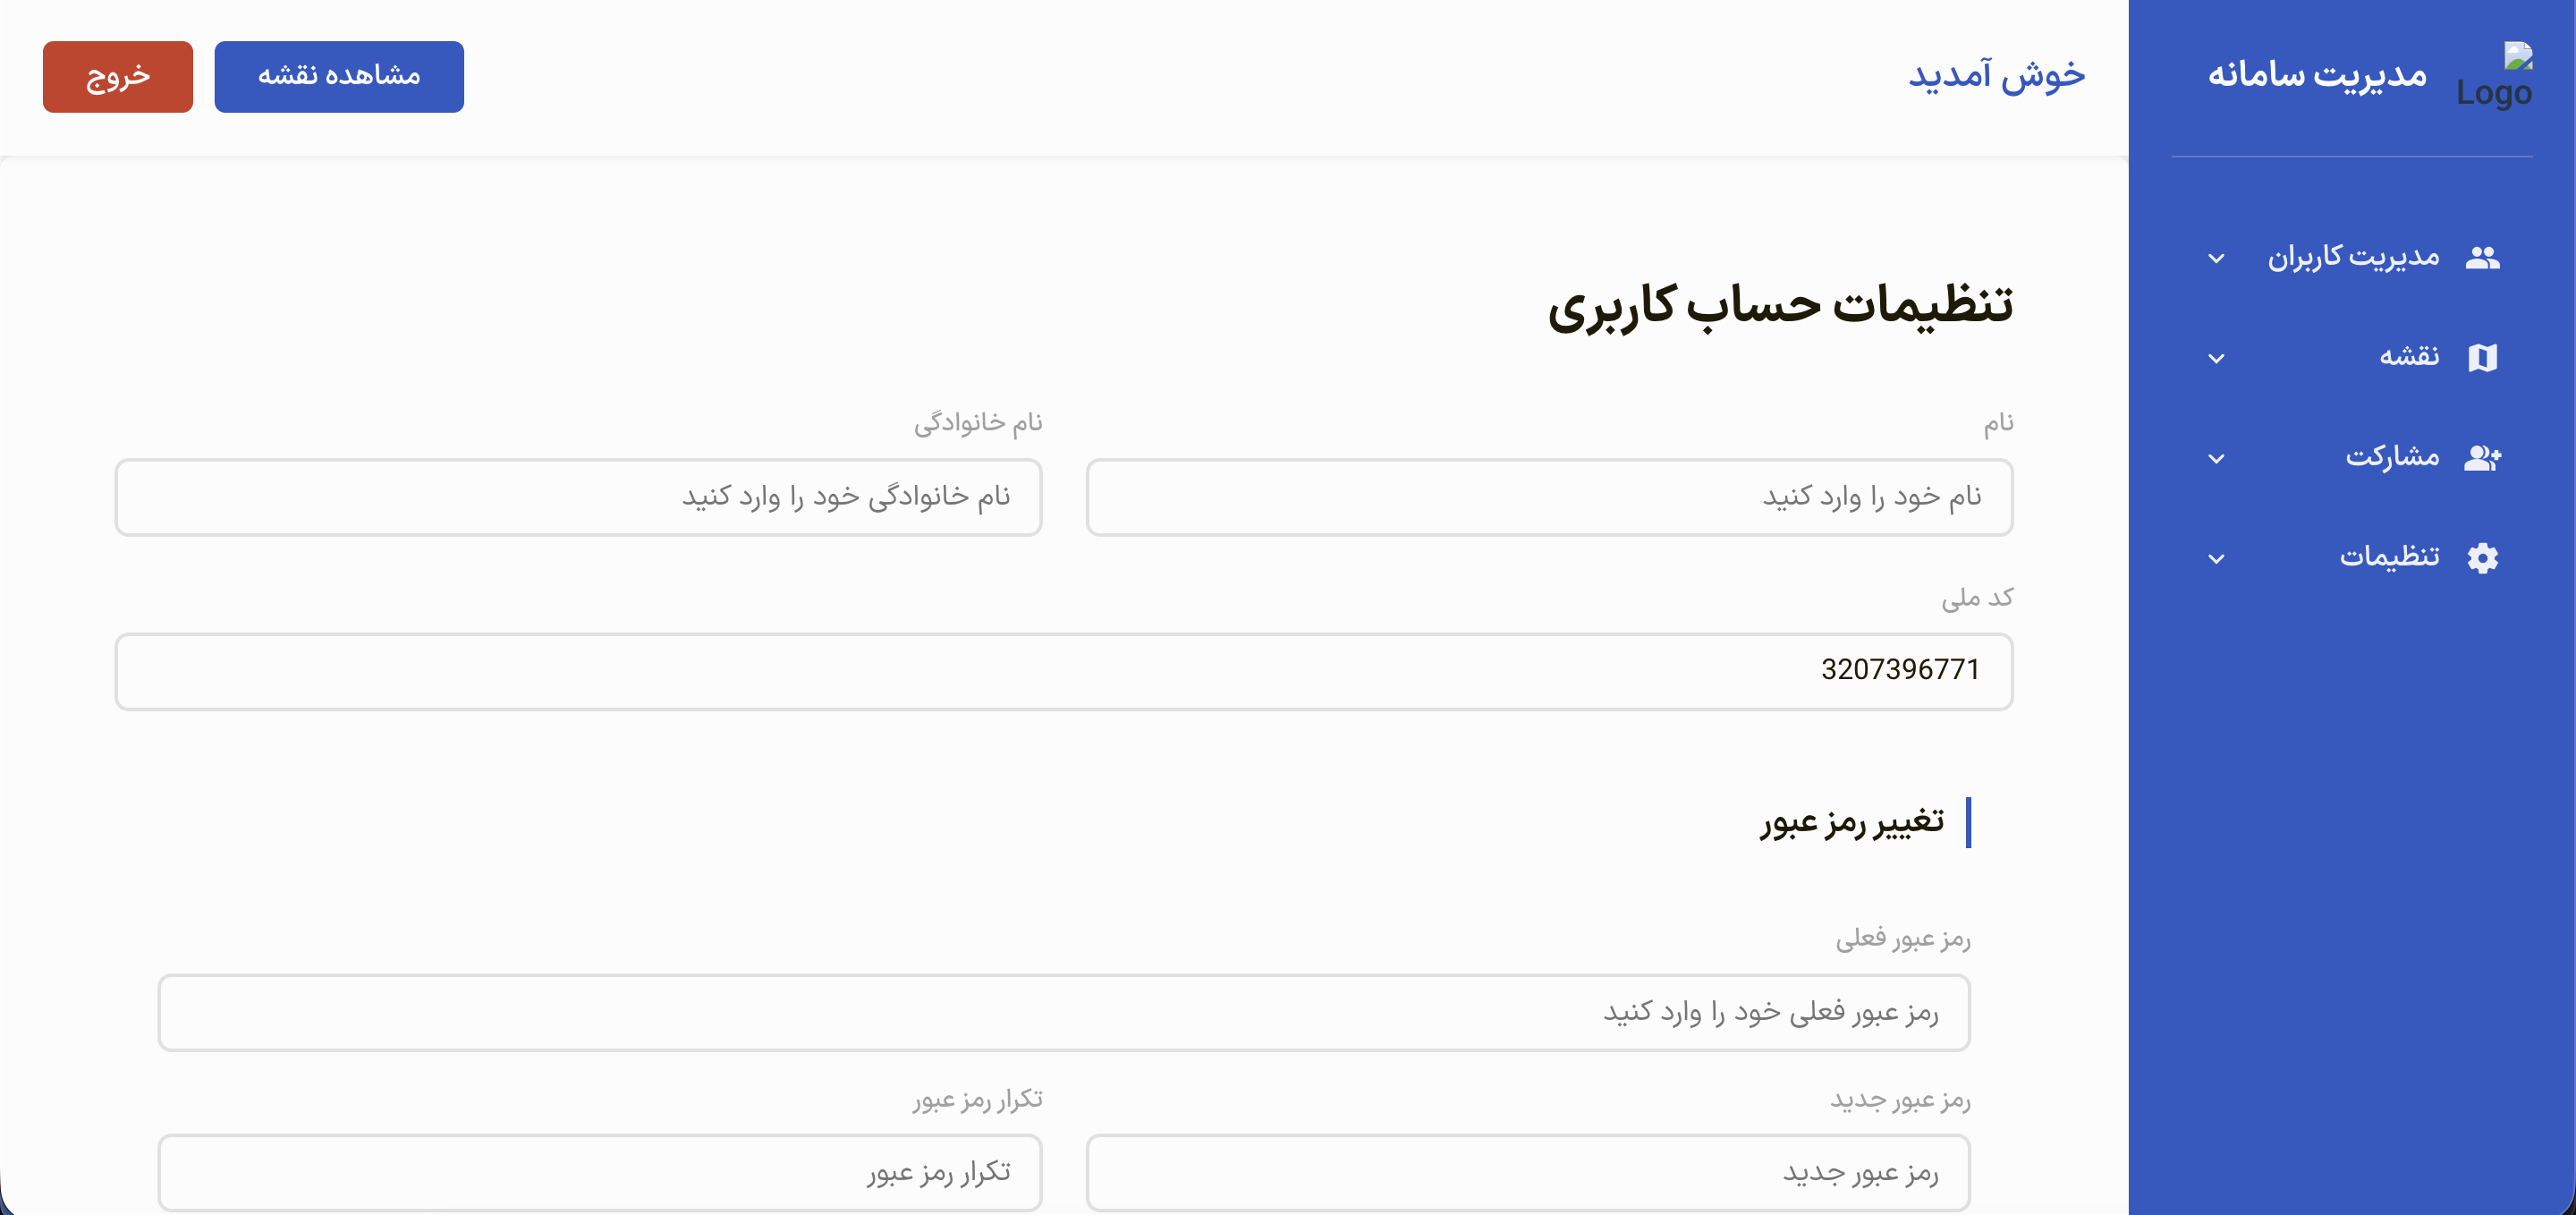 Logo
مدیریت سامانه
مدیریت کاربران
نقشه
مشارکت
تنظیمات
خوش آمدید
مشاهده نقشه
خروج
تنظیمات حساب کاربری
نام
نام خانوادگی
نام خود را وارد کنید
نام خانوادگی خود را وارد کنید
کد ملی
3207396771
تغییر رمز عبور
رمز عبور فعلی
رمز عبور فعلی خود را وارد کنید
رمز عبور جدید
تکرار رمز عبور
رمز عبور جدید
تکرار رمز عبور